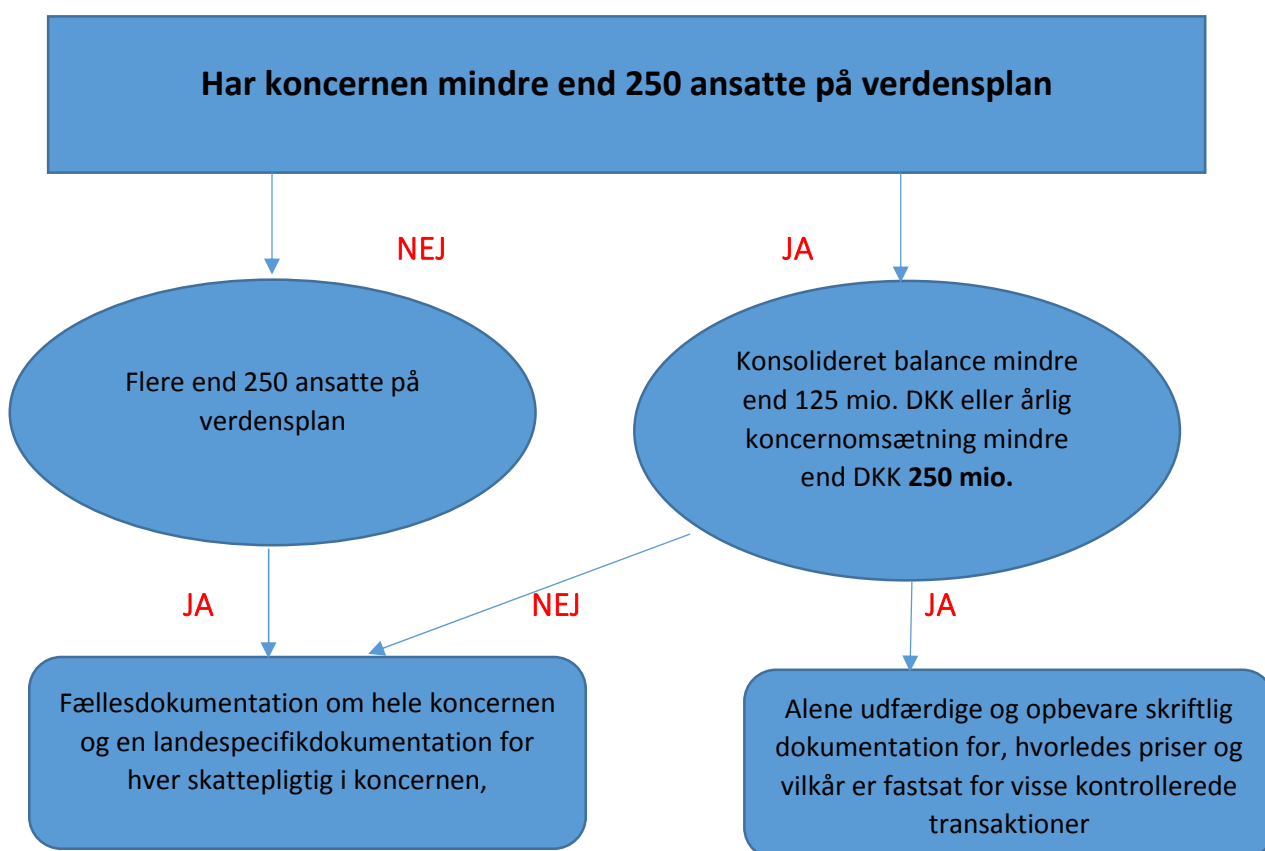 Har koncernen mindre end 250 ansatte på verdensplan
NEJ
JA
Flere end 250 ansatte på
verdensplan
Konsolideret balance mindre
end 125 mio. DKK eller årlig
koncernomsætning mindre
end DKK 250 mio.
JA
NEJ
JA
Fællesdokumentation om hele koncernen
og en landespecifikdokumentation for
hver skattepligtig i koncernen,
Alene udfærdige og opbevare skriftlig
dokumentation for, hvorledes priser og
vilkår er fastsat for visse kontrollerede
transaktioner